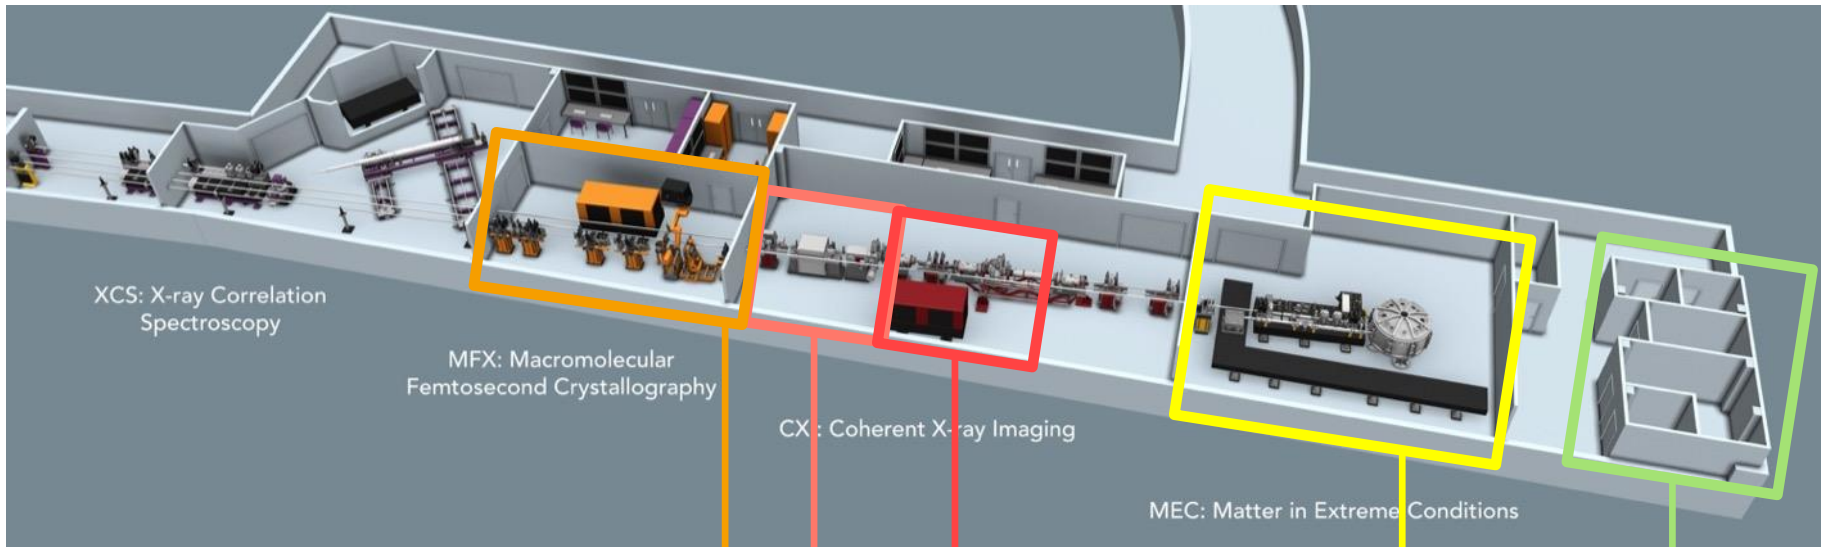 XCS: X-ray Correlation
Spectroscopy
MFX: Macromolecular
Femtosecond Crystallography
CXI: Coherent X-ray Imaging
MEC: Matter in Extreme Conditions